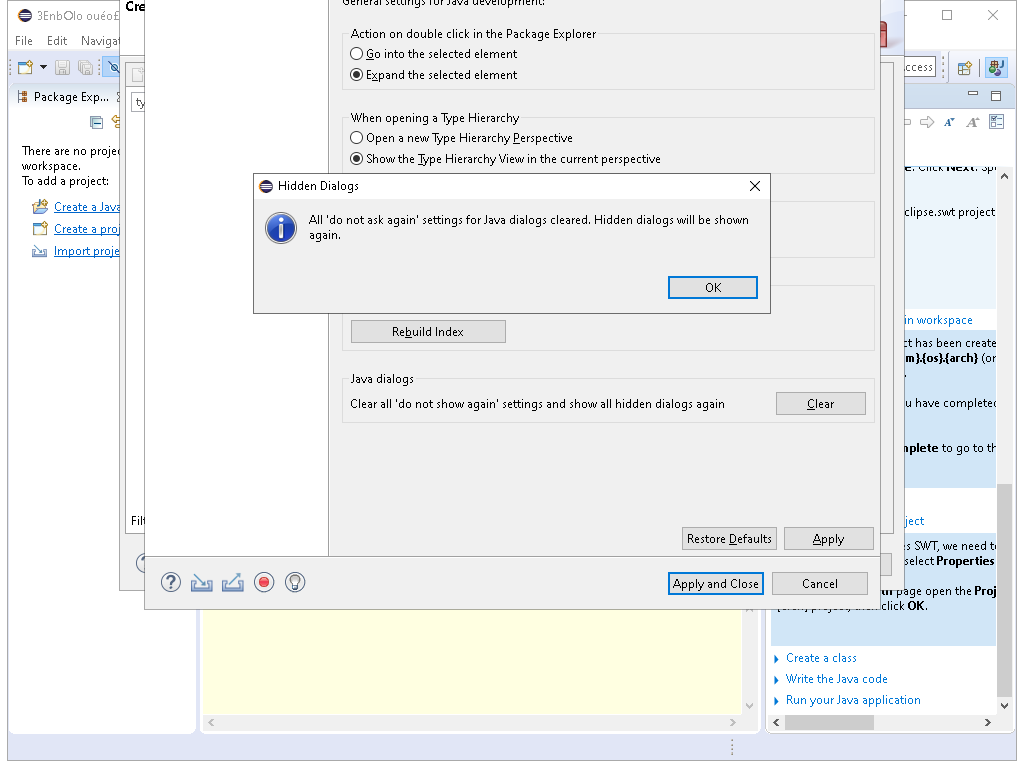 3EnbOlo ouéof
Cre
General settings for Java development:
File Edit Navigat
Action on double click in the Package Explorer
Go into the selected element
Expand the selected element
ccess
Package Exp...
ty
When opening a Type Hierarchy
Open a new Type Hierarchy Perspective
Show the Type Hierarchy View in the current perspective
There are no projec
workspace.
To add a project:
Create a Java
Create a proj
Import proje
Hidden Dialogs
All 'do not ask again' settings for Java dialogs cleared. Hidden dialogs will be shown
again.
OK
Rebuild Index
Java dialogs
Clear all 'do not show again' settings and show all hidden dialogs again
Clear
Filt
Restore Defaults
Apply
Apply and Close
Cancel
e. Click Next. Sp
clipse.swt project
in workspace
ct has been create
m}.{os}.{arch} (or
u have completed
nplete to go to th
ject
es SWT, we need to
select Properties
th page open the Proj
{arch} project, then click OK.
Create a class
Write the Java code
Run your Java application